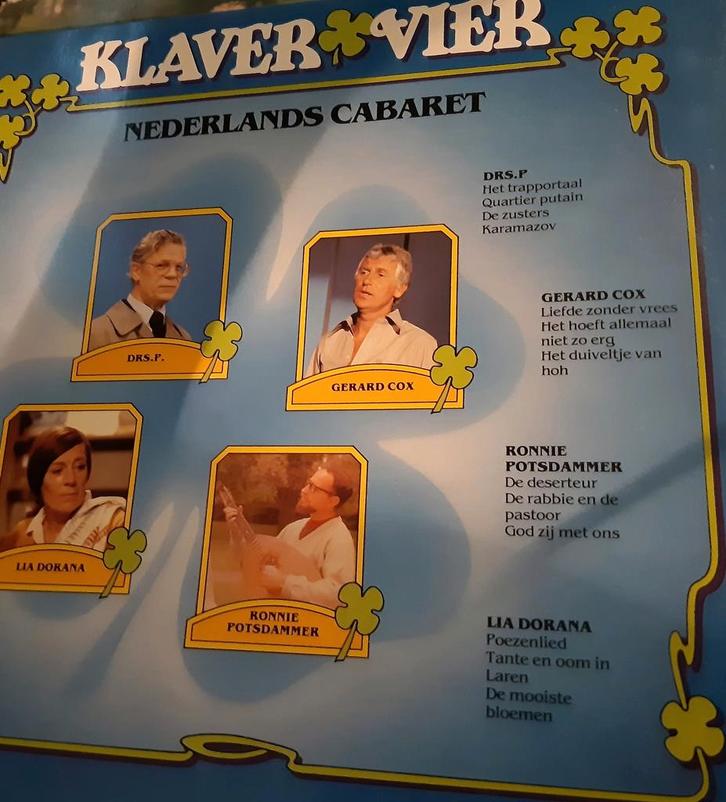 KLAVER VIER
NEDERLANDS CABARET
DRS.P
Het trapportaal
Quartier putain
De zusters
Karamazov
DRS.P.
GERARD COX
GERARD COX
Liefde zonder vrees
Het hoeft allemaal
niet zo erg
Het duiveltje van
hoh
LIA DORANA
RONNIE
POTSDAMMER
RONNIE
POTSDAMMER
De deserteur
De rabbie en de
pastoor
God zij met ons
LIA DORANA
Poezenlied
Tante en oom in
Laren
De mooiste
bloemen